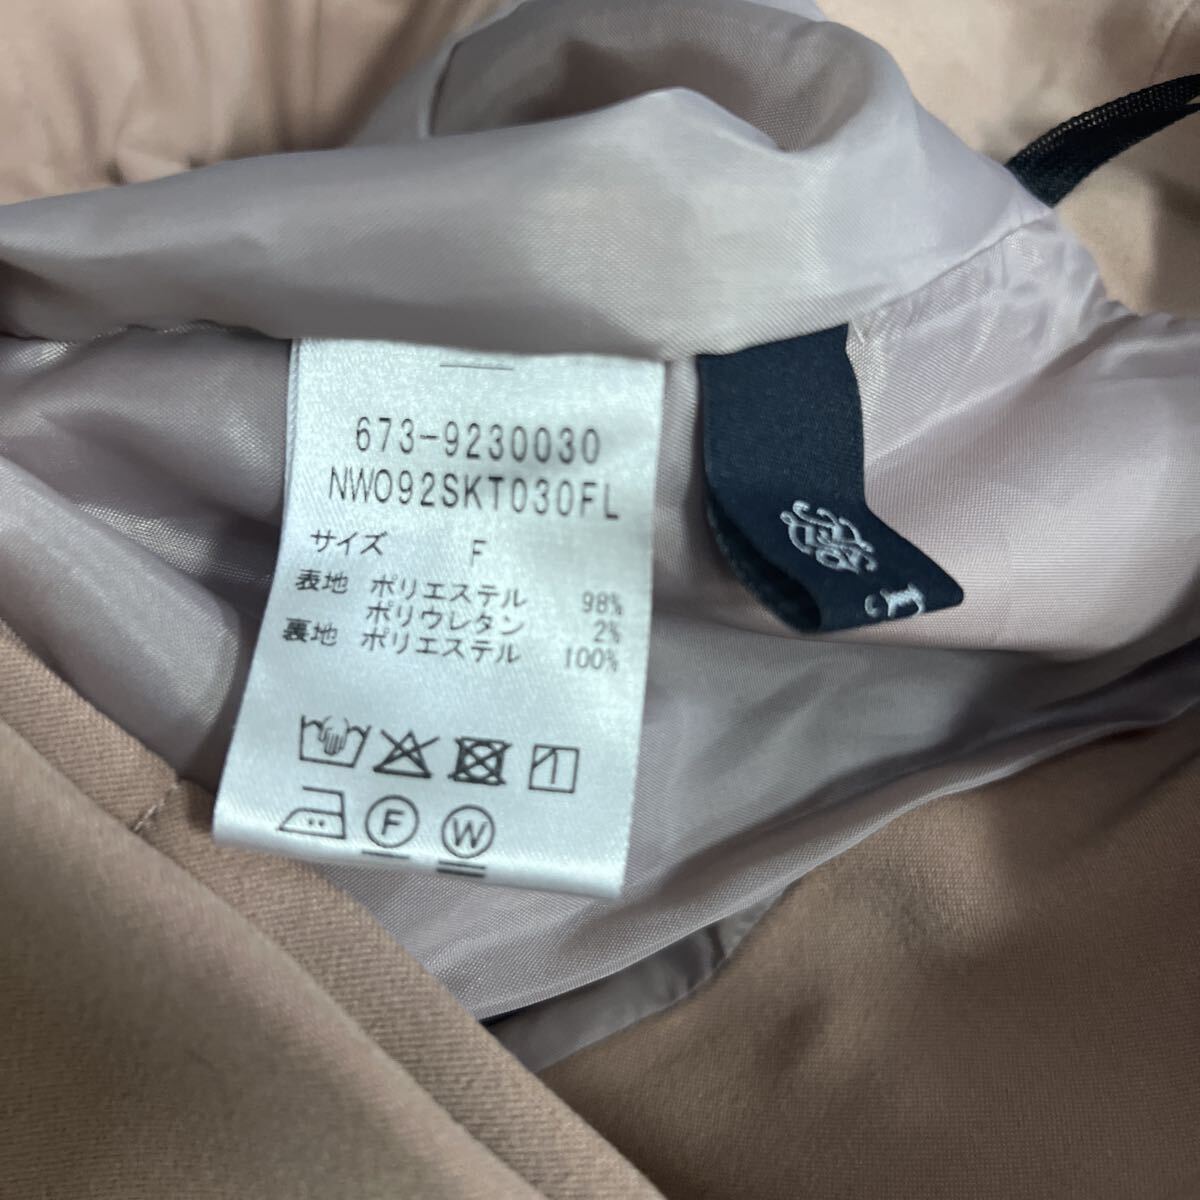 673-9230030
NW092SKT030FL
サイズ F
表地 ポリエステル 98%
ポリウレタン 2%
裏地 ポリエステル 100%
F W